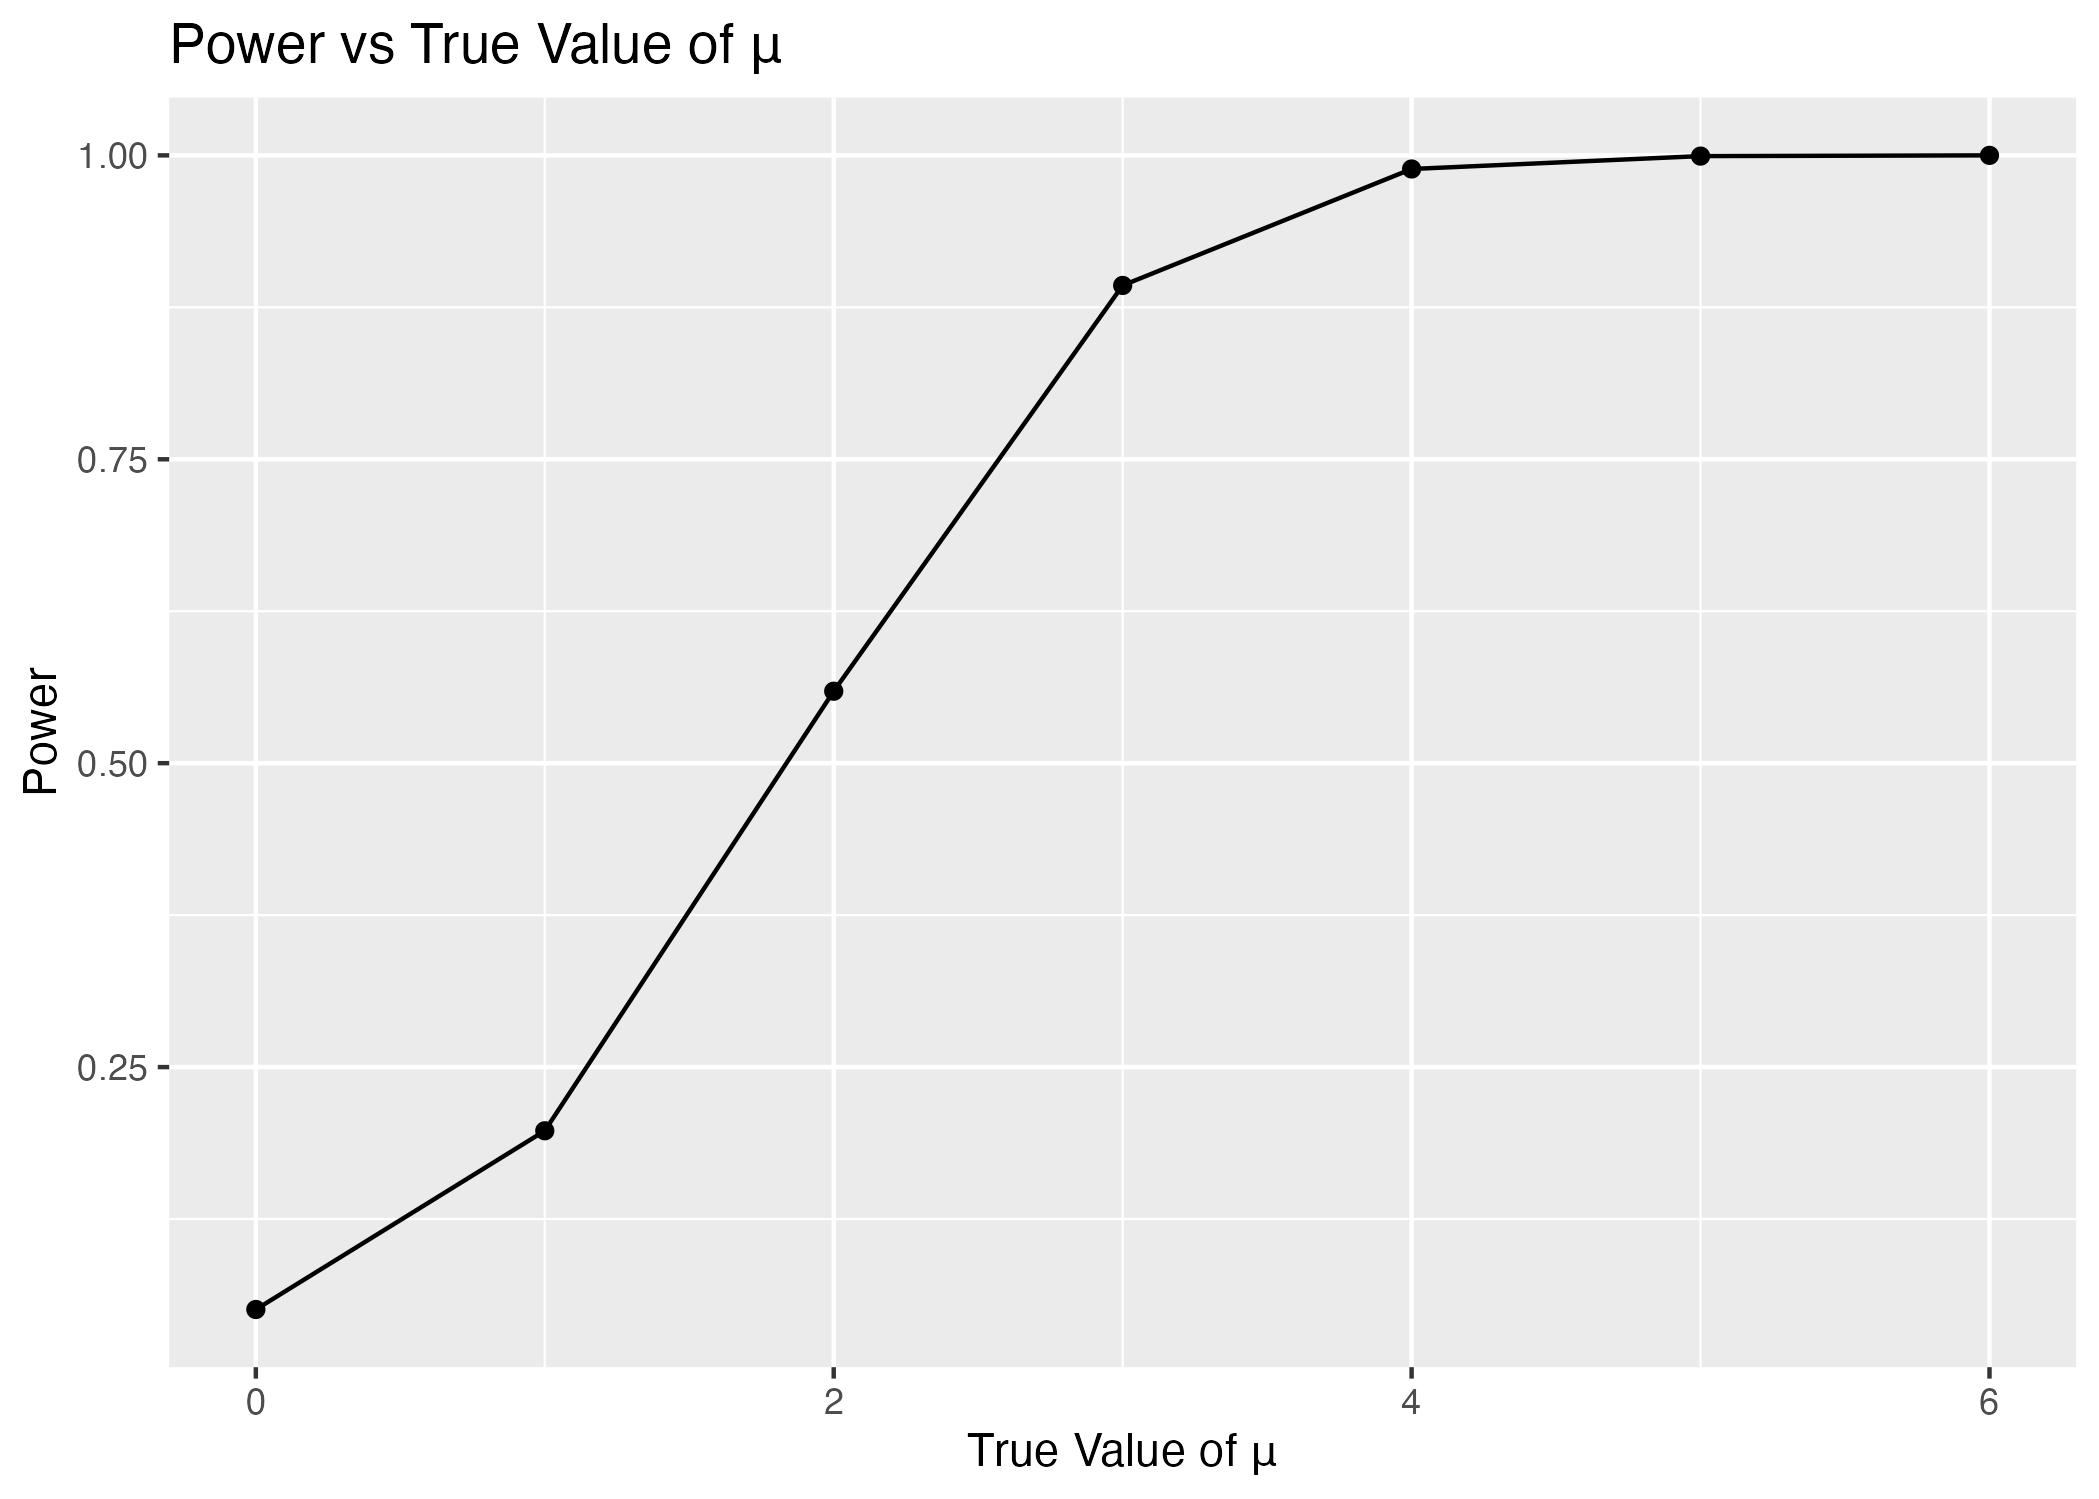 Power vs True Value of μ
1.00
0.75
0.50
0.25
Power
0 2 4 6
True Value of μ